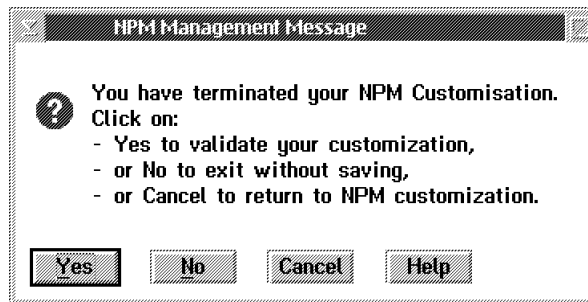 NPM Management Message
You have terminated your NPM Customisation.
Click on:
- Yes to validate your customization,
- or No to exit without saving,
- or Cancel to return to NPM customization.
Yes No Cancel Help